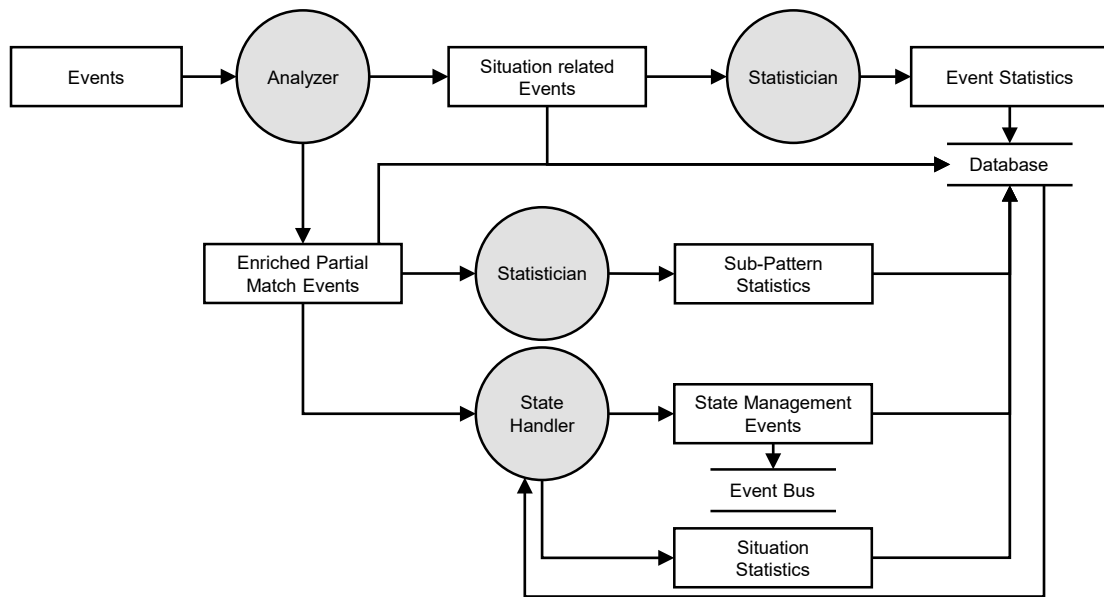 Events
Analyzer
Situation related
Events
Statistician
Event Statistics
Database
Enriched Partial
Match Events
Statistician
Sub-Pattern
Statistics
State
Handler
State Management
Events
Event Bus
Situation
Statistics